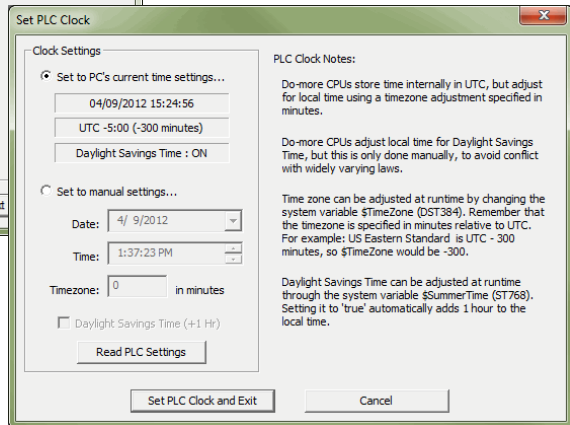 Set PLC Clock
Clock Settings
Set to PC's current time settings...
04/09/2012 15:24:56
UTC -5:00 (-300 minutes)
Daylight Savings Time : ON
Set to manual settings...
Date: 4/ 9/2012
Time: 1:37:23 PM
Timezone: 0 in minutes
Daylight Savings Time (+1 Hr)
Read PLC Settings
PLC Clock Notes:
Do-more CPUs store time internally in UTC, but adjust
for local time using a timezone adjustment specified in
minutes.
Do-more CPUs adjust local time for Daylight Savings
Time, but this is only done manually, to avoid conflict
with widely varying laws.
Time zone can be adjusted at runtime by changing the
system variable $TimeZone (DST384). Remember that
the timezone is specified in minutes relative to UTC.
For example: US Eastern Standard is UTC - 300
minutes, so $TimeZone would be -300.
Daylight Savings Time can be adjusted at runtime
through the system variable $SummerTime (ST768).
Setting it to 'true' automatically adds 1 hour to the
local time.
Set PLC Clock and Exit
Cancel